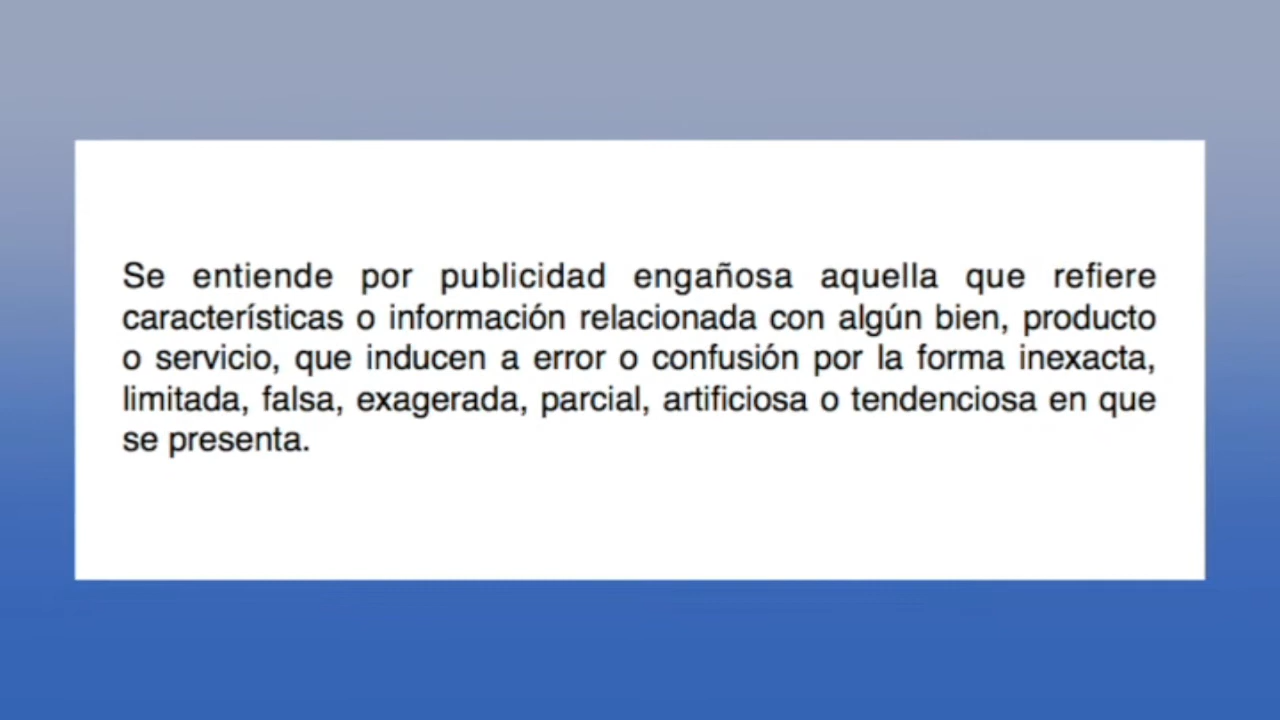 Se entiende por publicidad engañosa aquella que refiere
características o información relacionada con algún bien, producto
o servicio, que inducen a error o confusión por la forma inexacta,
limitada, falsa, exagerada, parcial, artificiosa o tendenciosa en que
se presenta.